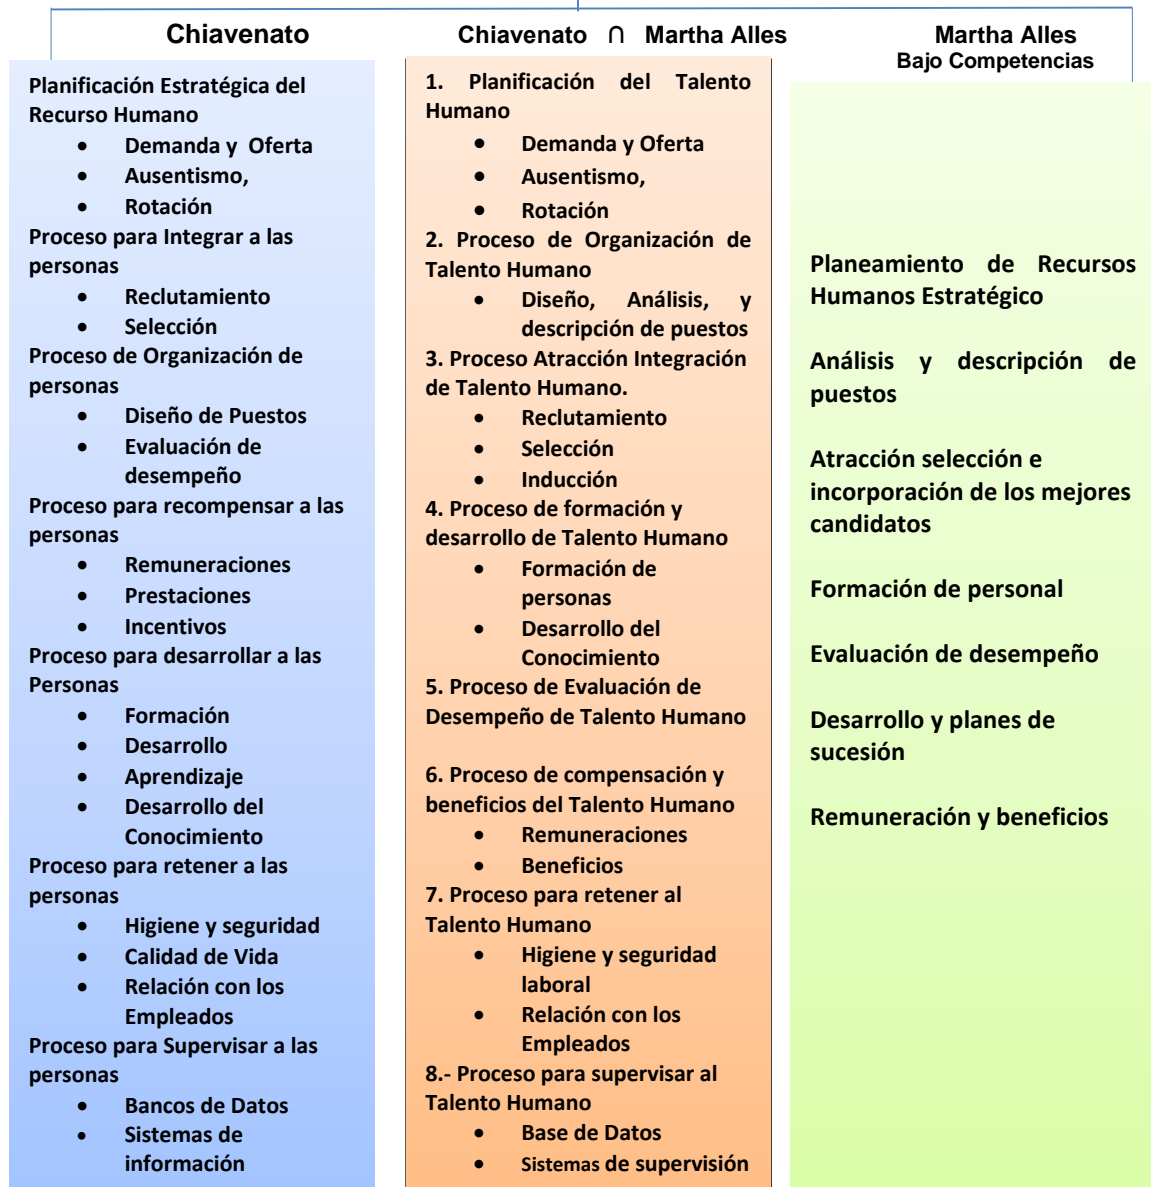 Chiavenato
Planificación Estratégica del
Recurso Humano
• Demanda y Oferta
• Ausentismo,
• Rotación
Proceso para Integrar a las
personas
• Reclutamiento
• Selección
Proceso de Organización de
personas
• Diseño de Puestos
• Evaluación de
desempeño
Proceso para recompensar a las
personas
• Remuneraciones
• Prestaciones
• Incentivos
Proceso para desarrollar a las
Personas
• Formación
• Desarrollo
• Aprendizaje
• Desarrollo del
Conocimiento
Proceso para retener a las
personas
• Higiene y seguridad
• Calidad de Vida
• Relación con los
Empleados
Proceso para Supervisar a las
personas
• Bancos de Datos
• Sistemas de
información
Chiavenato ∩ Martha Alles
1. Planificación del Talento
Humano
• Demanda y Oferta
• Ausentismo,
• Rotación
2. Proceso de Organización de
Talento Humano
• Diseño, Análisis, y
descripción de puestos
3. Proceso Atracción Integración
de Talento Humano.
• Reclutamiento
• Selección
• Inducción
4. Proceso de formación y
desarrollo de Talento Humano
• Formación de
personas
• Desarrollo del
Conocimiento
5. Proceso de Evaluación de
Desempeño de Talento Humano
6. Proceso de compensación y
beneficios del Talento Humano
• Remuneraciones
• Beneficios
7. Proceso para retener al
Talento Humano
• Higiene y seguridad
laboral
• Relación con los
Empleados
8.- Proceso para supervisar al
Talento Humano
• Base de Datos
• Sistemas de supervisión
Martha Alles
Bajo Competencias
Planeamiento de Recursos
Humanos Estratégico
Análisis y descripción de
puestos
Atracción selección e
incorporación de los mejores
candidatos
Formación de personal
Evaluación de desempeño
Desarrollo y planes de
sucesión
Remuneración y beneficios